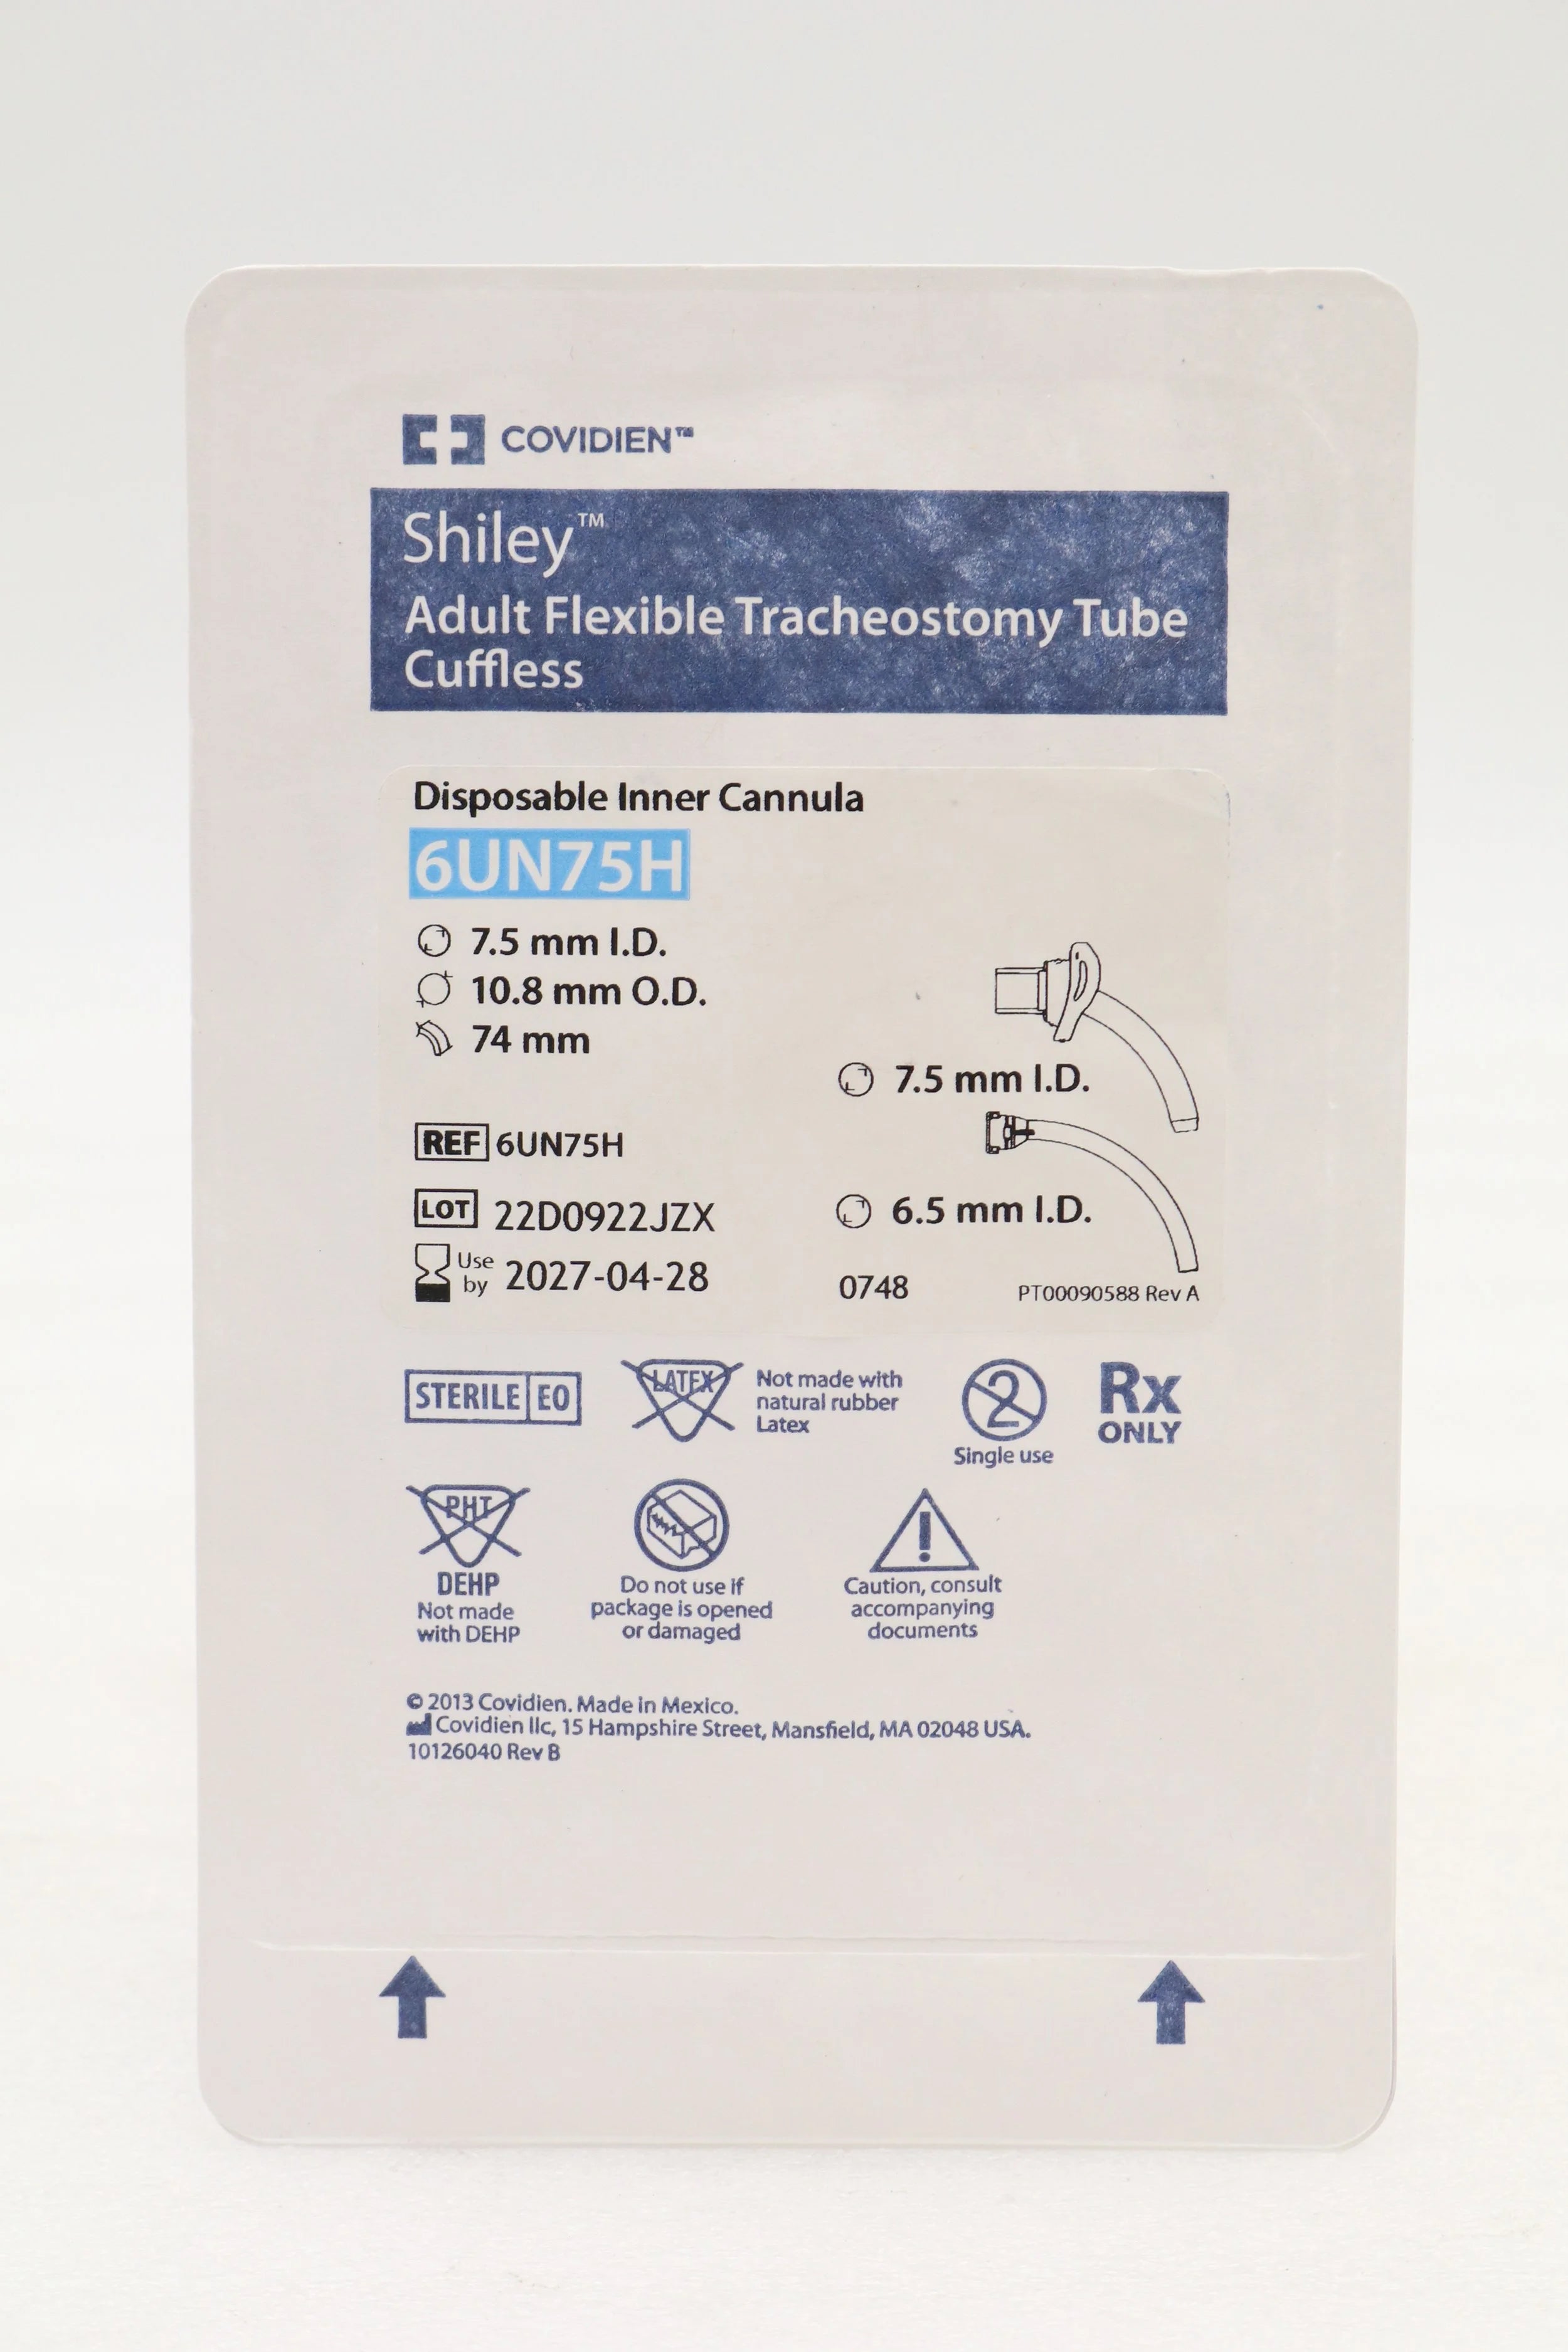 COVIDIEN™
Shiley™
Adult Flexible Tracheostomy Tube
Cuffless
Disposable Inner Cannula
6UN75H
7.5 mm I.D.
10.8 mm O.D.
74 mm
7.5 mm I.D.
REF 6UN75H
LOT 22D0922JZX
6.5 mm I.D.
Use by 2027-04-28
0748
PT00090588 Rev A
STERILE EO
LATEX
Not made with
natural rubber
Latex
2
Single use
Rx
ONLY
PHT
DEHP
Not made
with DEHP
Do not use if
package is opened
or damaged
!
Caution, consult
accompanying
documents
© 2013 Covidien. Made in Mexico.
Covidien llc, 15 Hampshire Street, Mansfield, MA 02048 USA.
10126040 Rev B